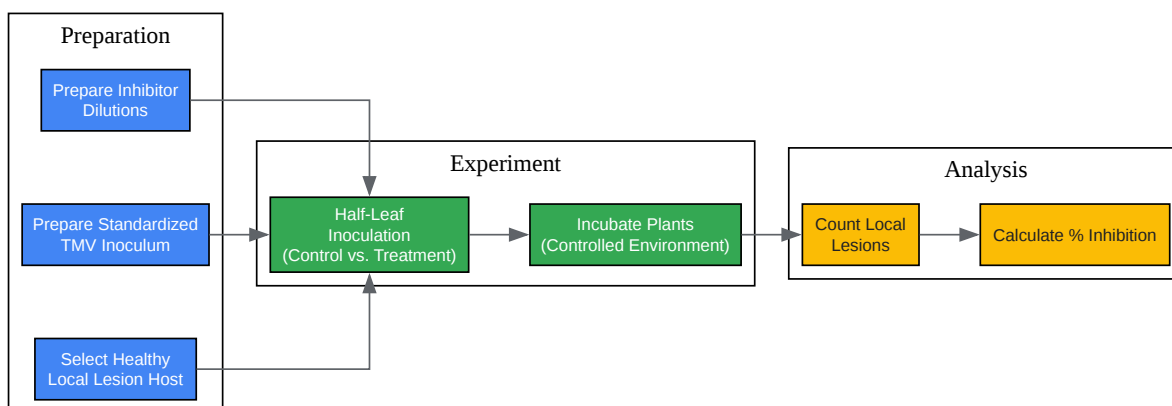 Preparation
Prepare Inhibitor
Dilutions
Prepare Standardized
TMV Inoculum
Select Healthy
Local Lesion Host
Experiment
Half-Leaf
Inoculation
(Control vs. Treatment)
Incubate Plants
(Controlled Environment)
Analysis
Count Local
Lesions
Calculate % Inhibition